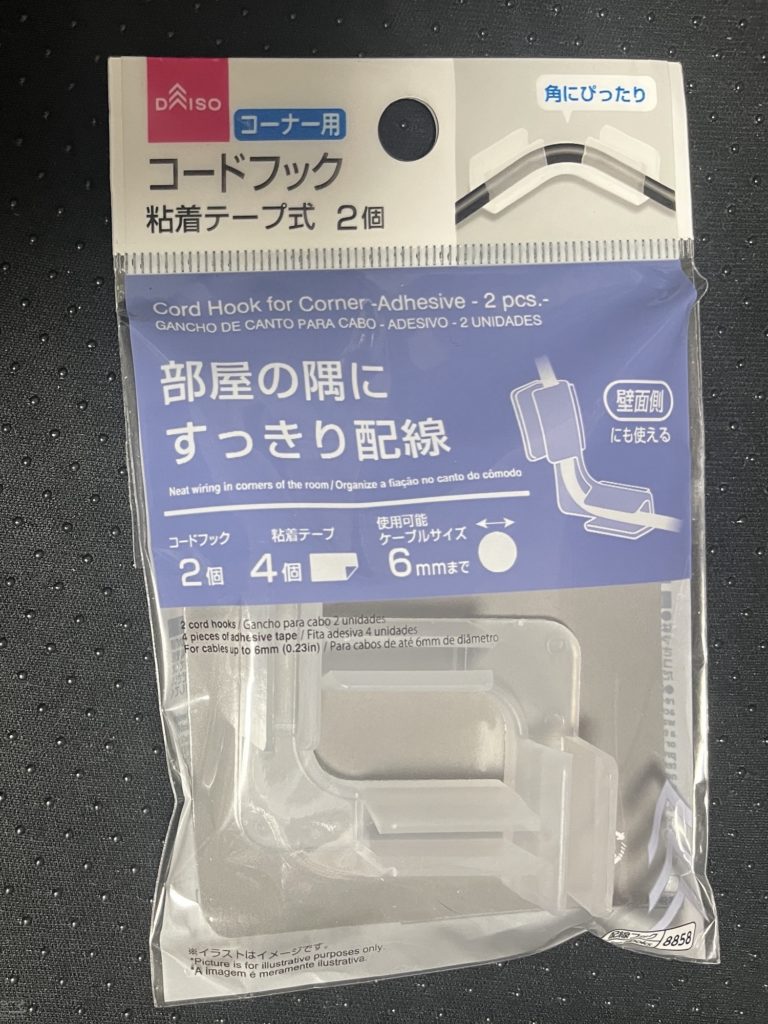 DAISO
コーナー用
コードフック
粘着テープ式 2個
角にぴったり
Cord Hook for Corner -Adhesive - 2 pcs.-
GANCHO DE CANTO PARA CABO - ADESIVO - 2 UNIDADES
部屋の隅に
すっきり配線
壁面側
にも使える
Neat wiring in corners of the room / Organize a fiação no canto do cômodo
コードフック
2個
粘着テープ
4個
使用可能
ケーブルサイズ
6mmまで
2 cord hooks / Gancho para cabo 2 unidades
4 pieces of adhesive tape / Fita adesiva 4 unidades
For cables up to 6mm (0.23in) / Para cabos de até 6mm de diâmetro
※イラストはイメージです。
*Picture is for illustrative purposes only.
*A imagem é meramente ilustrativa.
配線フック
8858